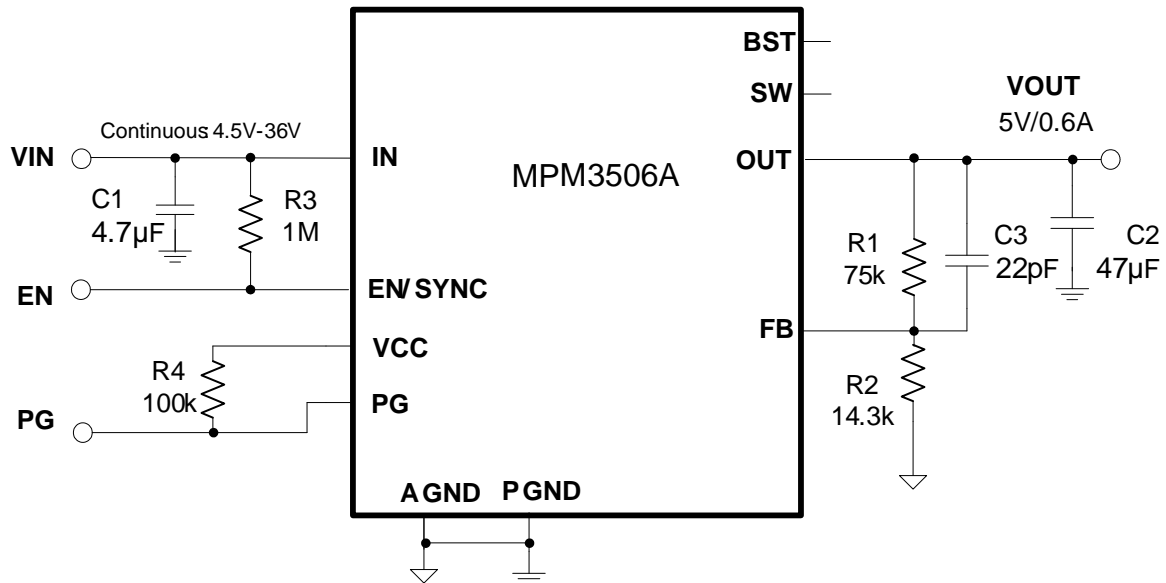 BST
SW
VOUT
5V/0.6A
Continuous 4.5V-36V
VIN
IN
MPM3506A
OUT
C1
4.7µF
R3
1M
R1
75k
C3
22pF
C2
47µF
EN
EN/SYNC
FB
VCC
R4
100k
PG
PG
R2
14.3k
AGND
PGND